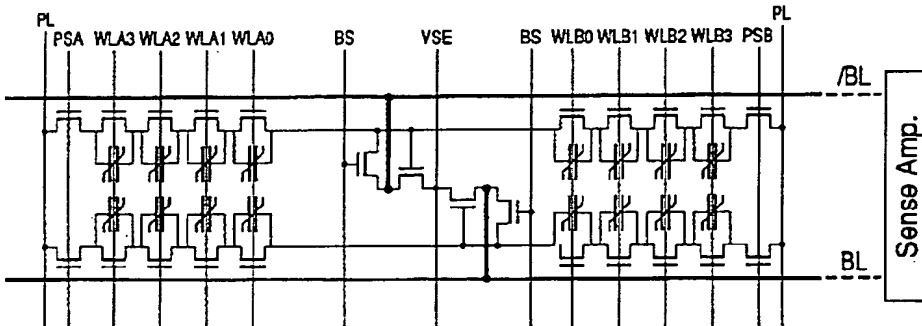 PL PL
PSA WLA3 WLA2 WLA1 WLA0 BS VSE BS WLB0 WLB1 WLB2 WLB3 PSB
/BL
BL
Sense Amp.